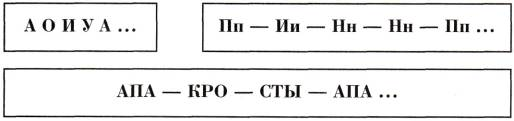 А О И У А ...
Пп — Ии — Нн — Нн — Пп ...
АПА — КРО — СТЫ — АПА ...